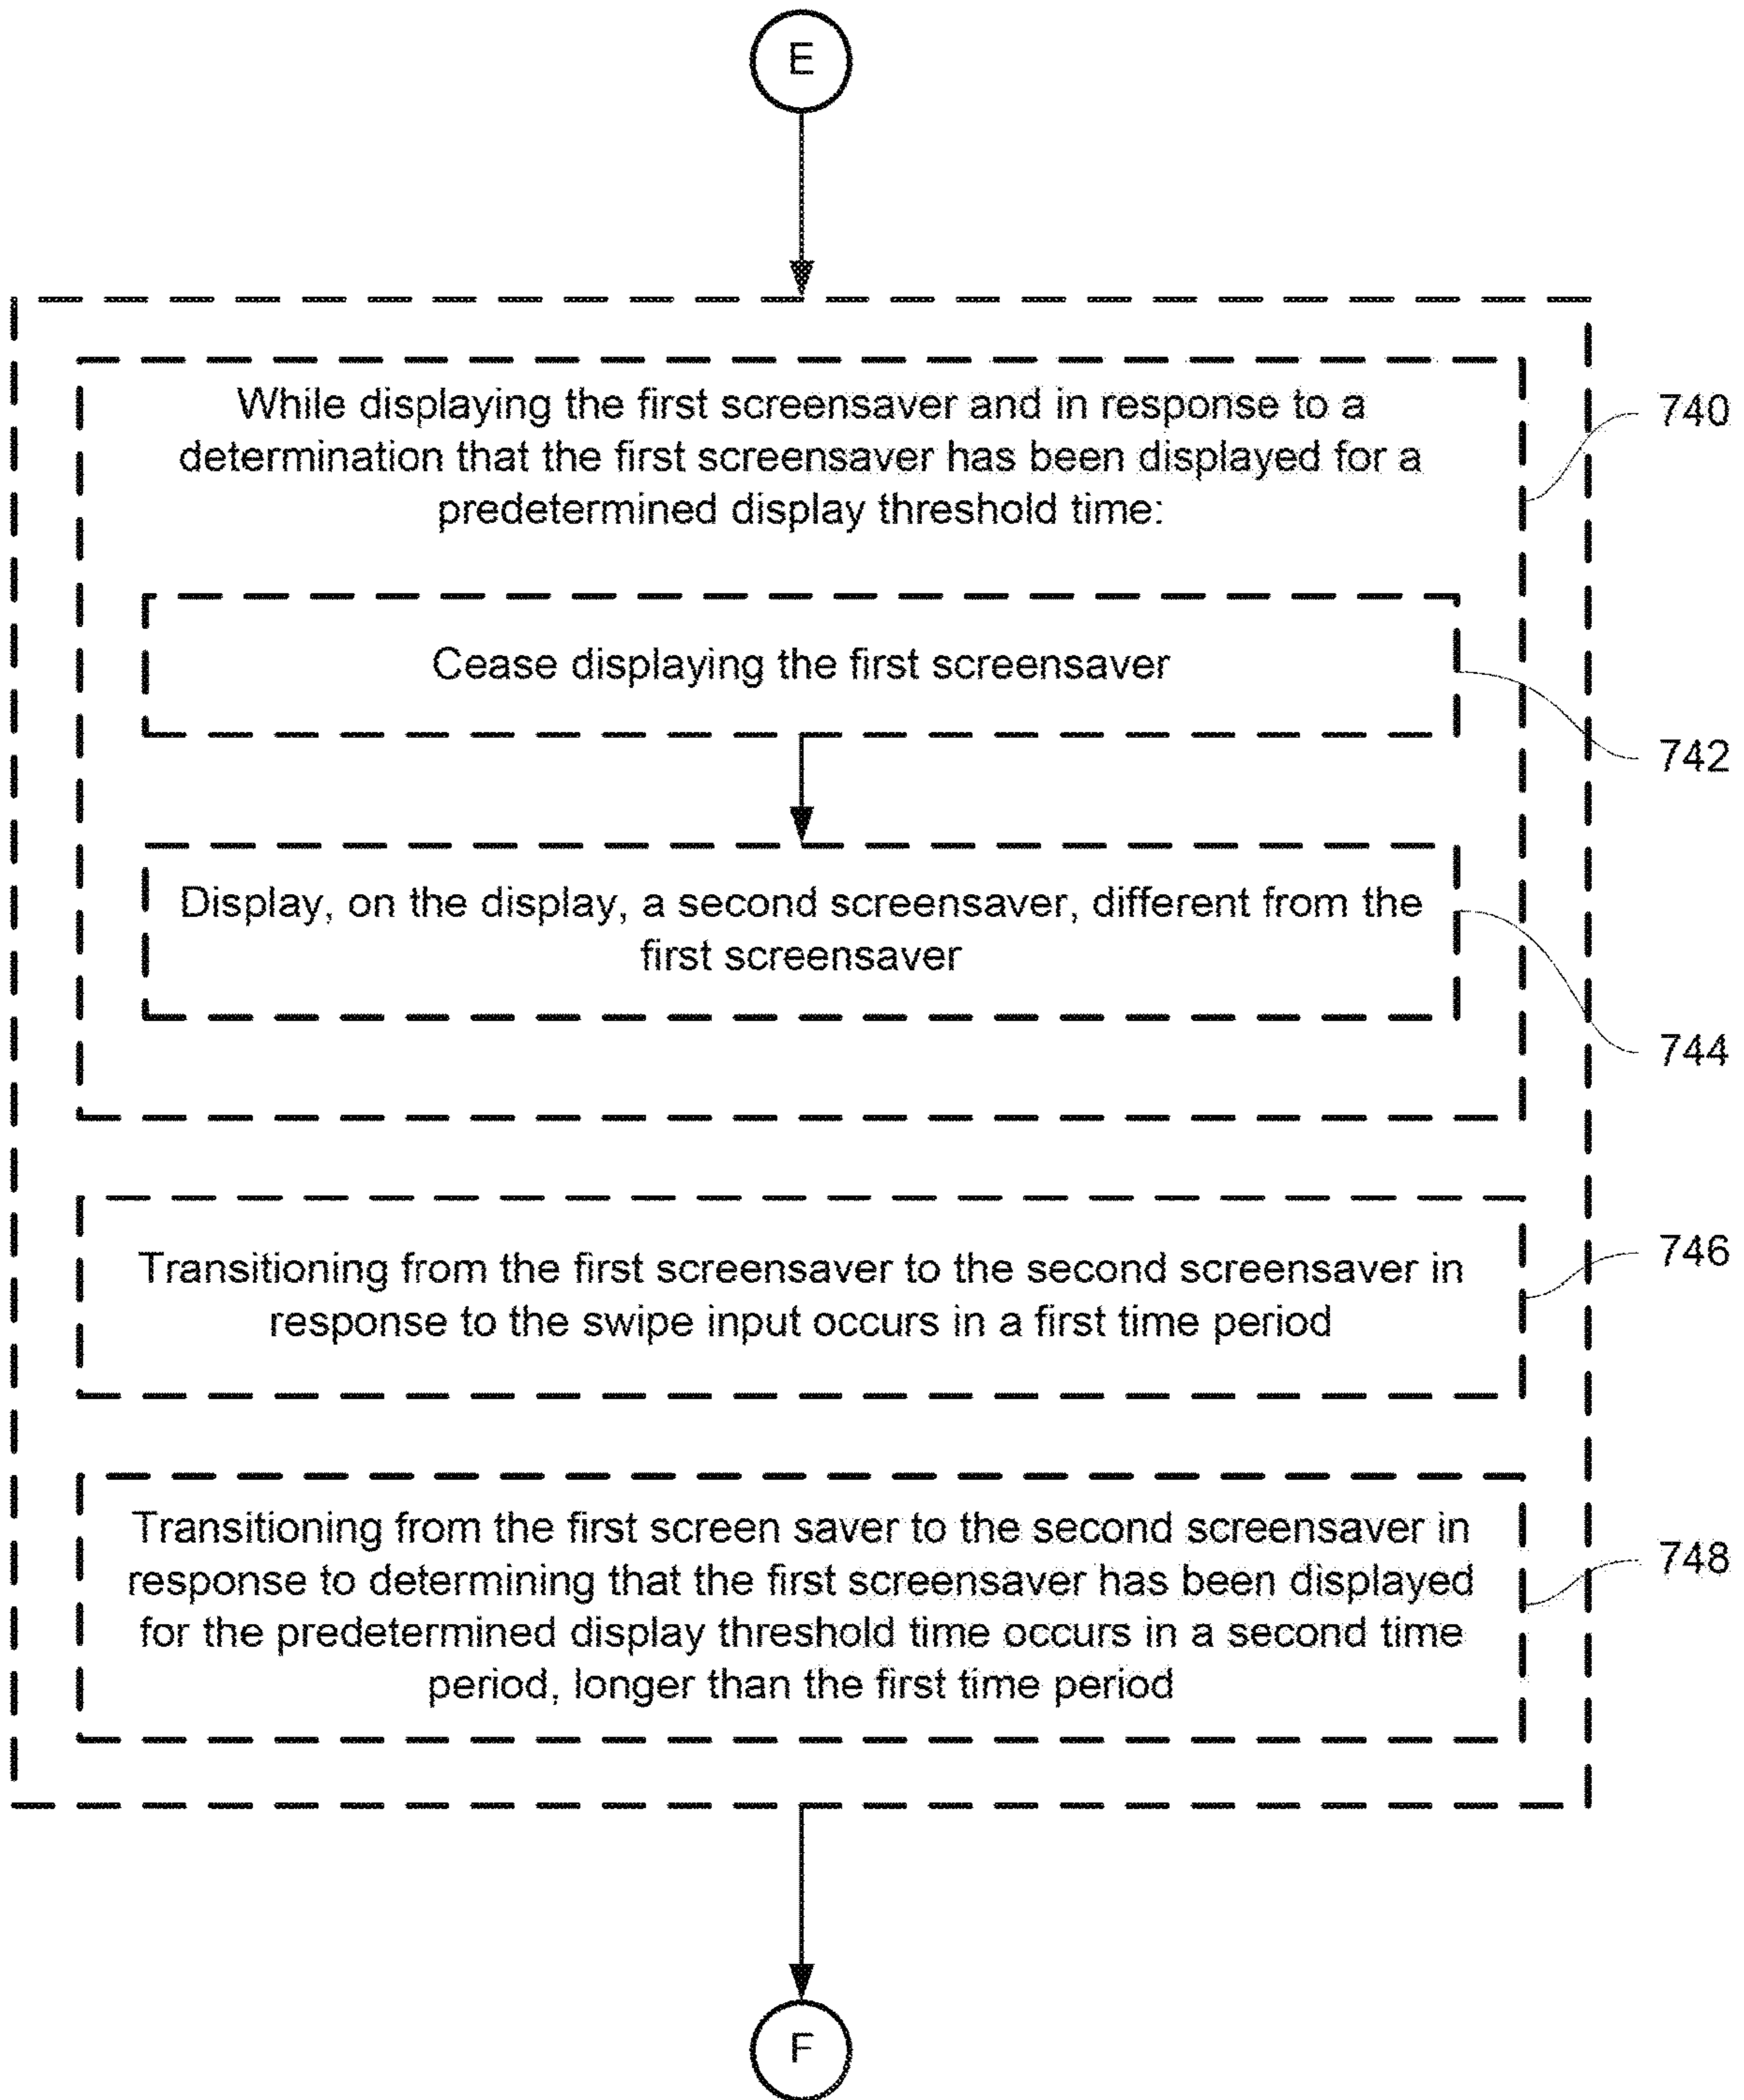 E
While displaying the first screensaver and in response to a
determination that the first screensaver has been displayed for a
predetermined display threshold time:
740
Cease displaying the first screensaver
742
Display, on the display, a second screensaver, different from the
first screensaver
744
Transitioning from the first screensaver to the second screensaver in
response to the swipe input occurs in a first time period
746
Transitioning from the first screen saver to the second screensaver in
response to determining that the first screensaver has been displayed
for the predetermined display threshold time occurs in a second time
period, longer than the first time period
748
F